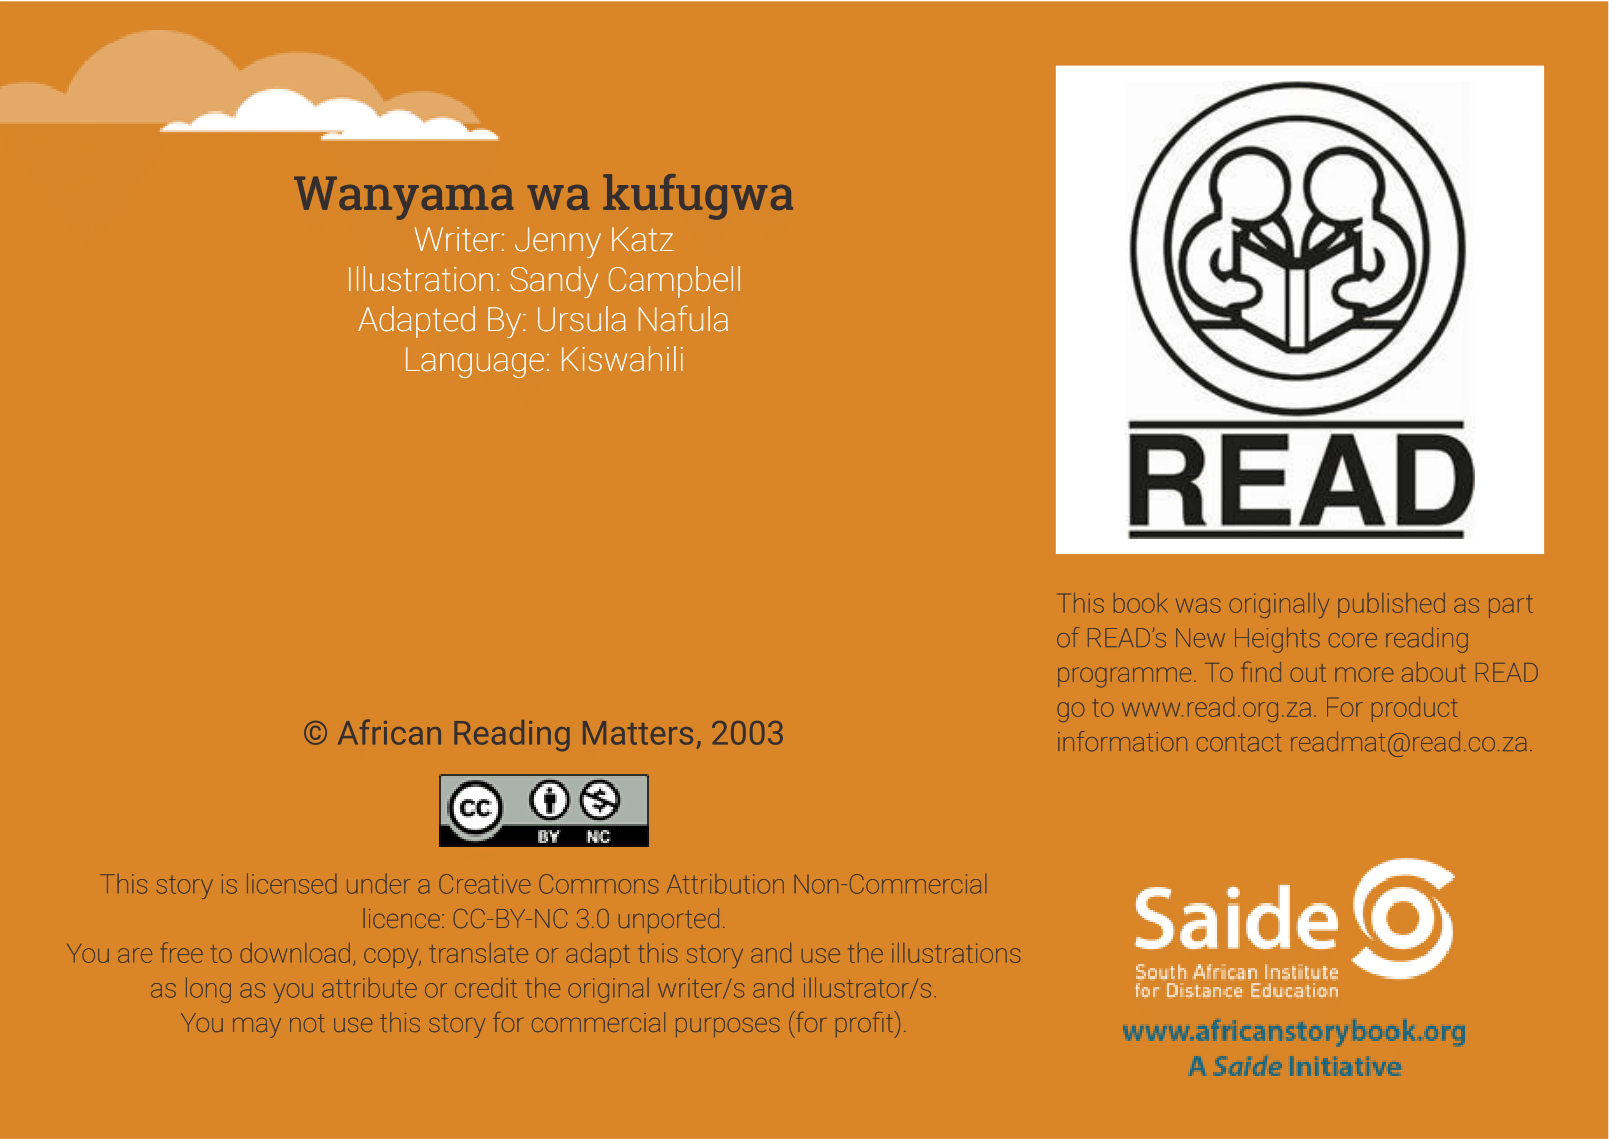 Wanyama wa kufugwa
Writer: Jenny Katz
Illustration: Sandy Campbell
Adapted By: Ursula Nafula
Language: Kiswahili
© African Reading Matters, 2003
cc
BY NC
This story is licensed under a Creative Commons Attribution Non-Commercial
licence: CC-BY-NC 3.0 unported.
You are free to download, copy, translate or adapt this story and use the illustrations
as long as you attribute or credit the original writer/s and illustrator/s.
You may not use this story for commercial purposes (for profit).
READ
This book was originally published as part
of READ’s New Heights core reading
programme. To find out more about READ
go to www.read.org.za. For product
information contact readmat@read.co.za.
Saide
South African Institute
for Distance Education
www.africanstorybook.org
A Saide Initiative